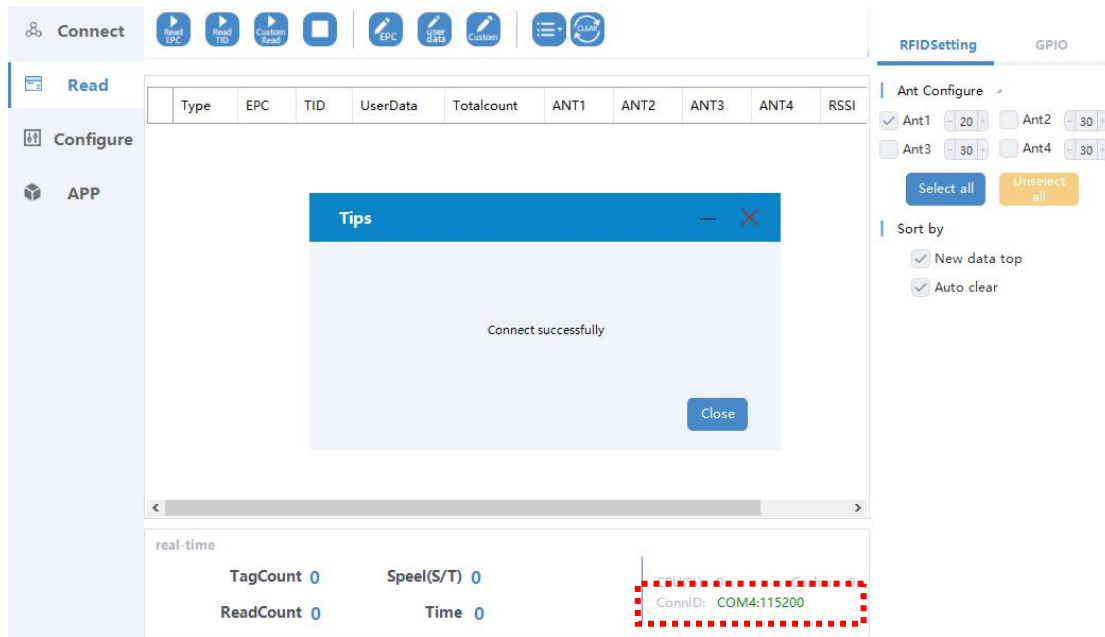 Connect
Read
Configure
APP
Read EPC
Read TID
Custom Read
EPC
user data
Custom
CLEAR
Type EPC TID UserData Totalcount ANT1 ANT2 ANT3 ANT4 RSSI
Tips
Connect successfully
Close
real-time
TagCount 0 Speel(S/T) 0
ReadCount 0 Time 0
ConnID: COM4:115200
RFIDSetting GPIO
Ant Configure
Ant1 - 20 + Ant2 - 30 +
Ant3 - 30 + Ant4 - 30 +
Select all
Unselect
all
Sort by
New data top
Auto clear